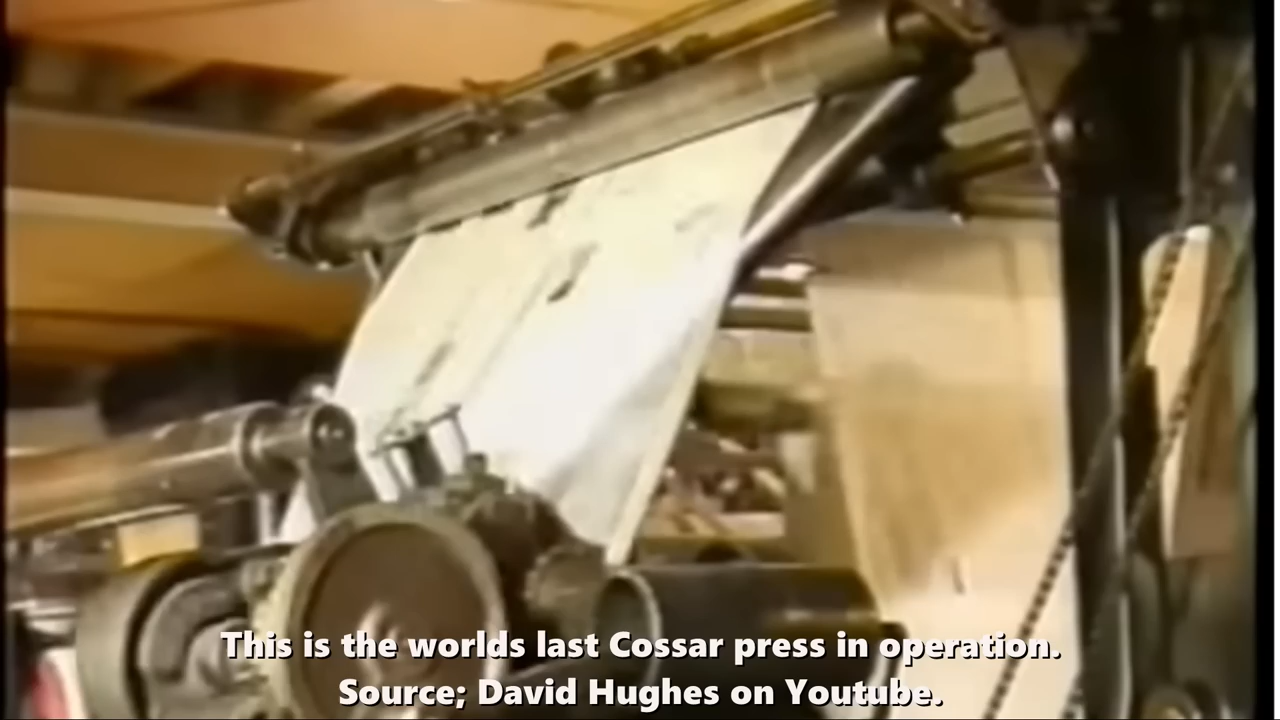 This is the worlds last Cossar press in operation.
Source; David Hughes on Youtube.